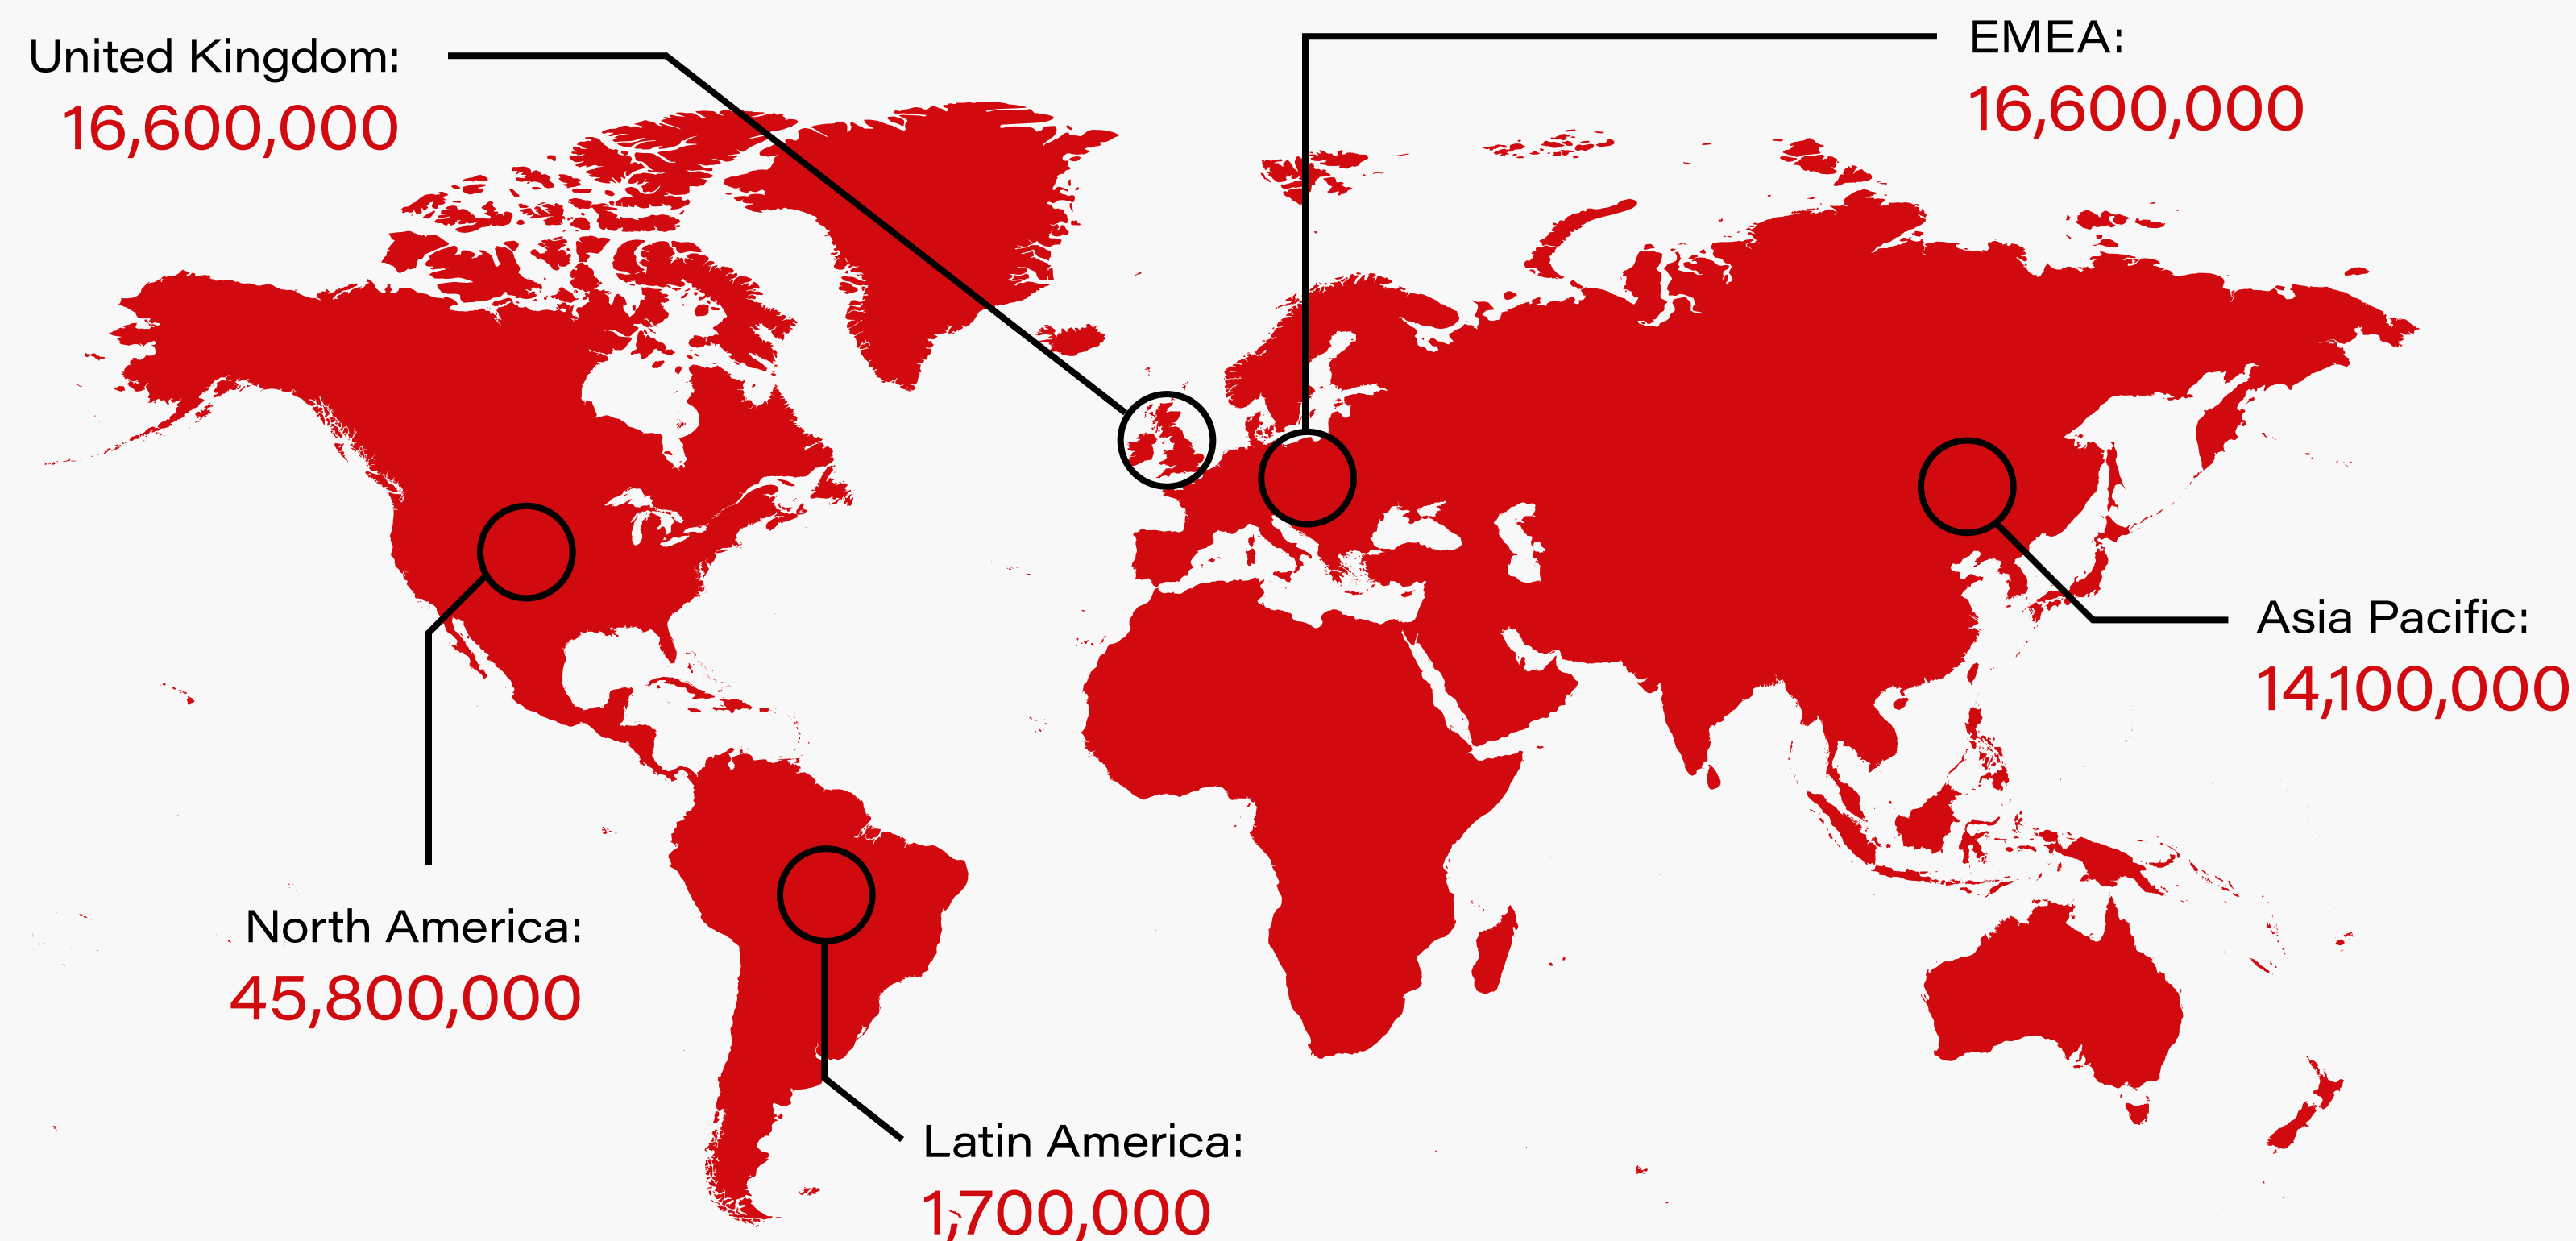 United Kingdom:
16,600,000
EMEA:
16,600,000
Asia Pacific:
14,100,000
North America:
45,800,000
Latin America:
1,700,000